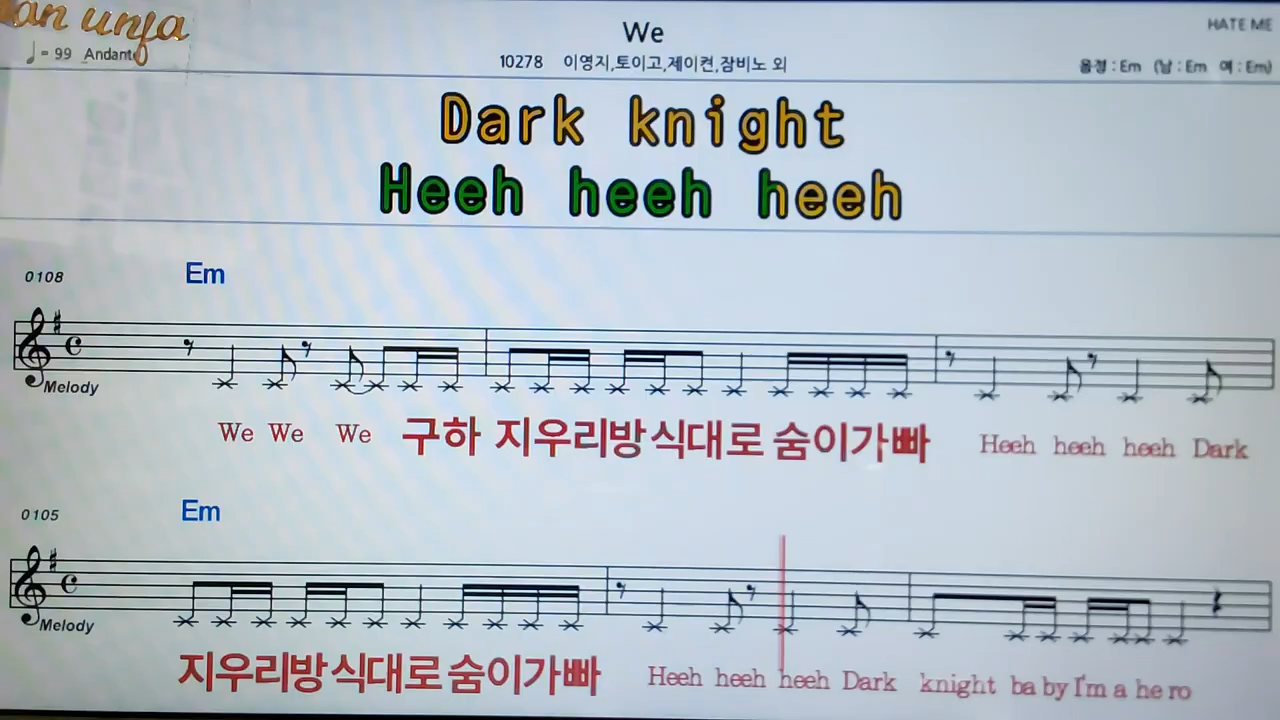 an unja
We
HATE ME
♩= 99 Andante
10278 이영지,토이고,제이켠,잠비노 외
음정 : Em (남 : Em 여 : Em)
Dark knight
Heeh heeh heeh
0108
Em
Melody
We We We 구하 지우리방식대로 숨이가빠 Heeh heeh heeh Dark
0105
Em
Melody
지우리방식대로 숨이가빠 Heeh heeh heeh Dark knight ba by I'm a he ro